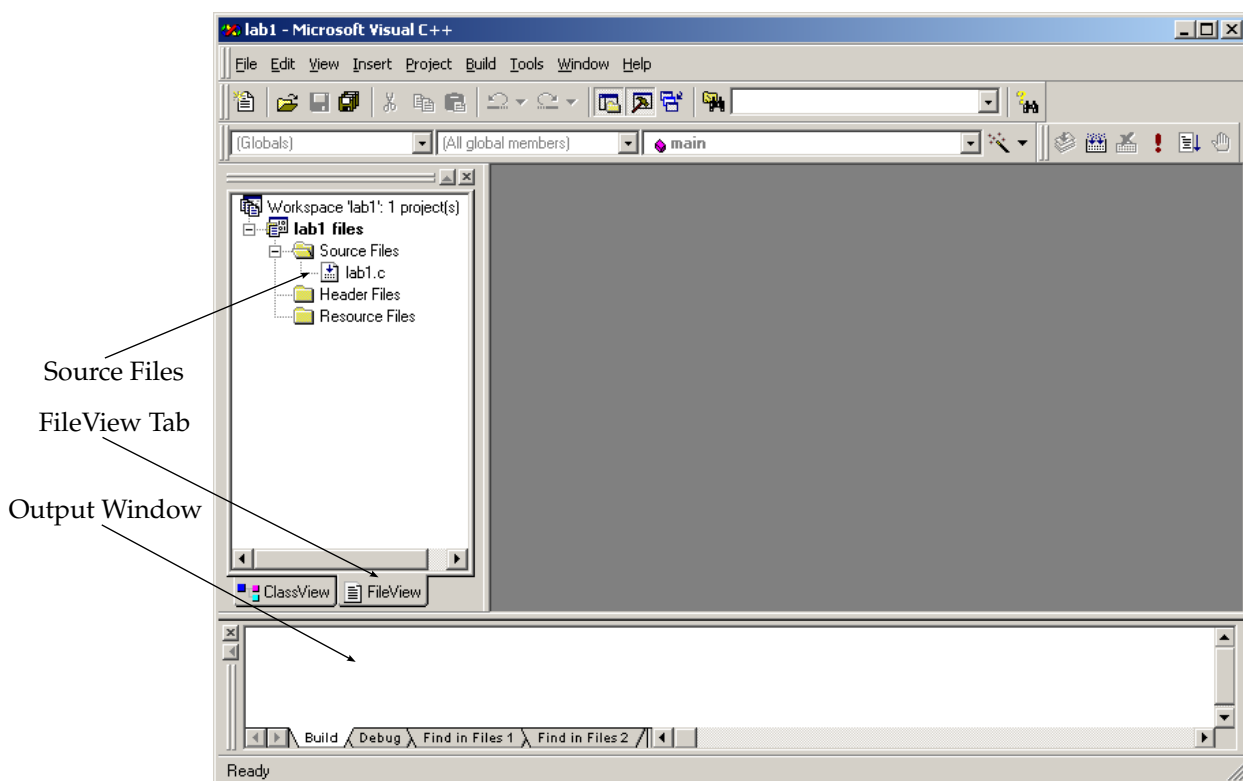 lab1 - Microsoft Visual C++
File Edit View Insert Project Build Tools Window Help
(Globals) (All global members) main
Workspace 'lab1': 1 project(s)
lab1 files
Source Files
lab1.c
Header Files
Resource Files
Source Files
FileView Tab
Output Window
ClassView FileView
Build Debug Find in Files 1 Find in Files 2
Ready